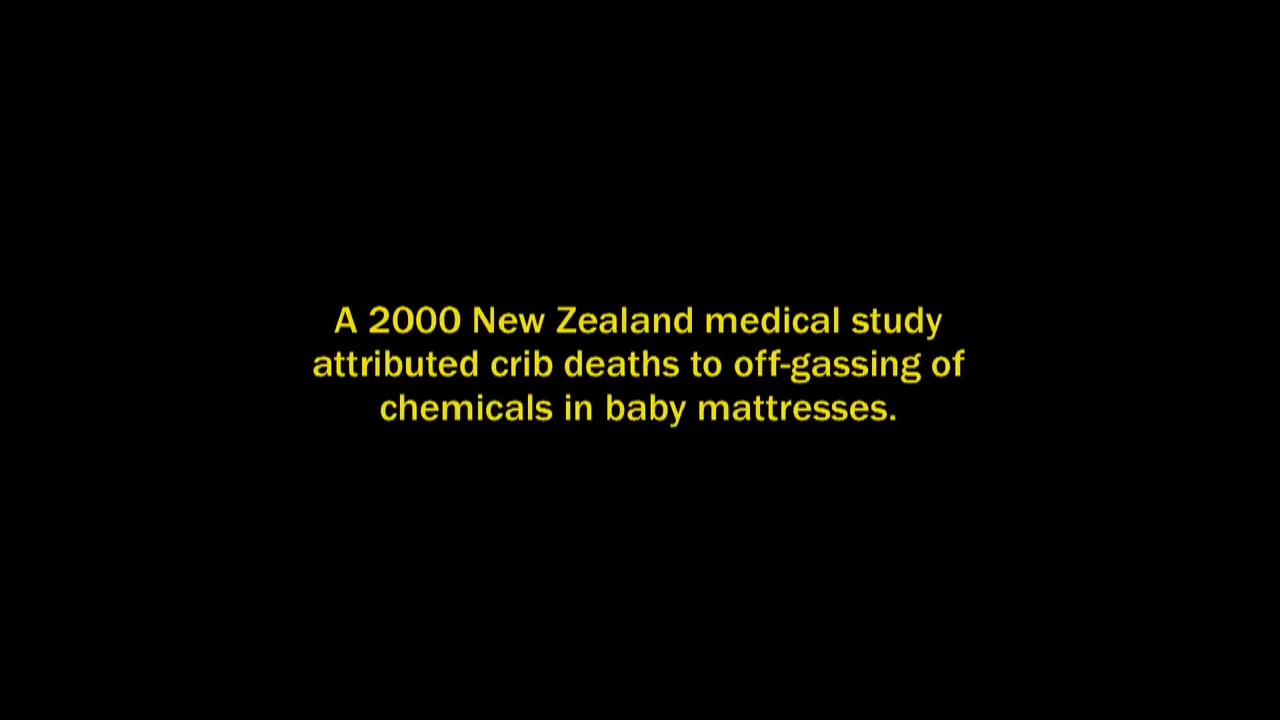 A 2000 New Zealand medical study
attributed crib deaths to off-gassing of
chemicals in baby mattresses.